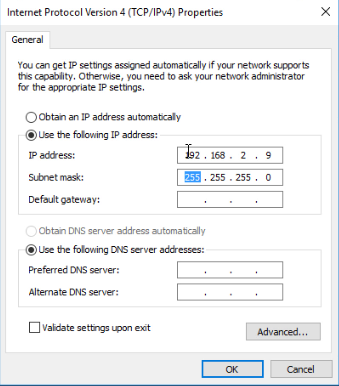 Internet Protocol Version 4 (TCP/IPv4) Properties
General
You can get IP settings assigned automatically if your network supports
this capability. Otherwise, you need to ask your network administrator
for the appropriate IP settings.
Obtain an IP address automatically
Use the following IP address:
IP address: 192 . 168 . 2 . 9
Subnet mask: 255 . 255 . 255 . 0
Default gateway: . . .
Obtain DNS server address automatically
Use the following DNS server addresses:
Preferred DNS server: . . .
Alternate DNS server: . . .
Validate settings upon exit
Advanced...
OK Cancel